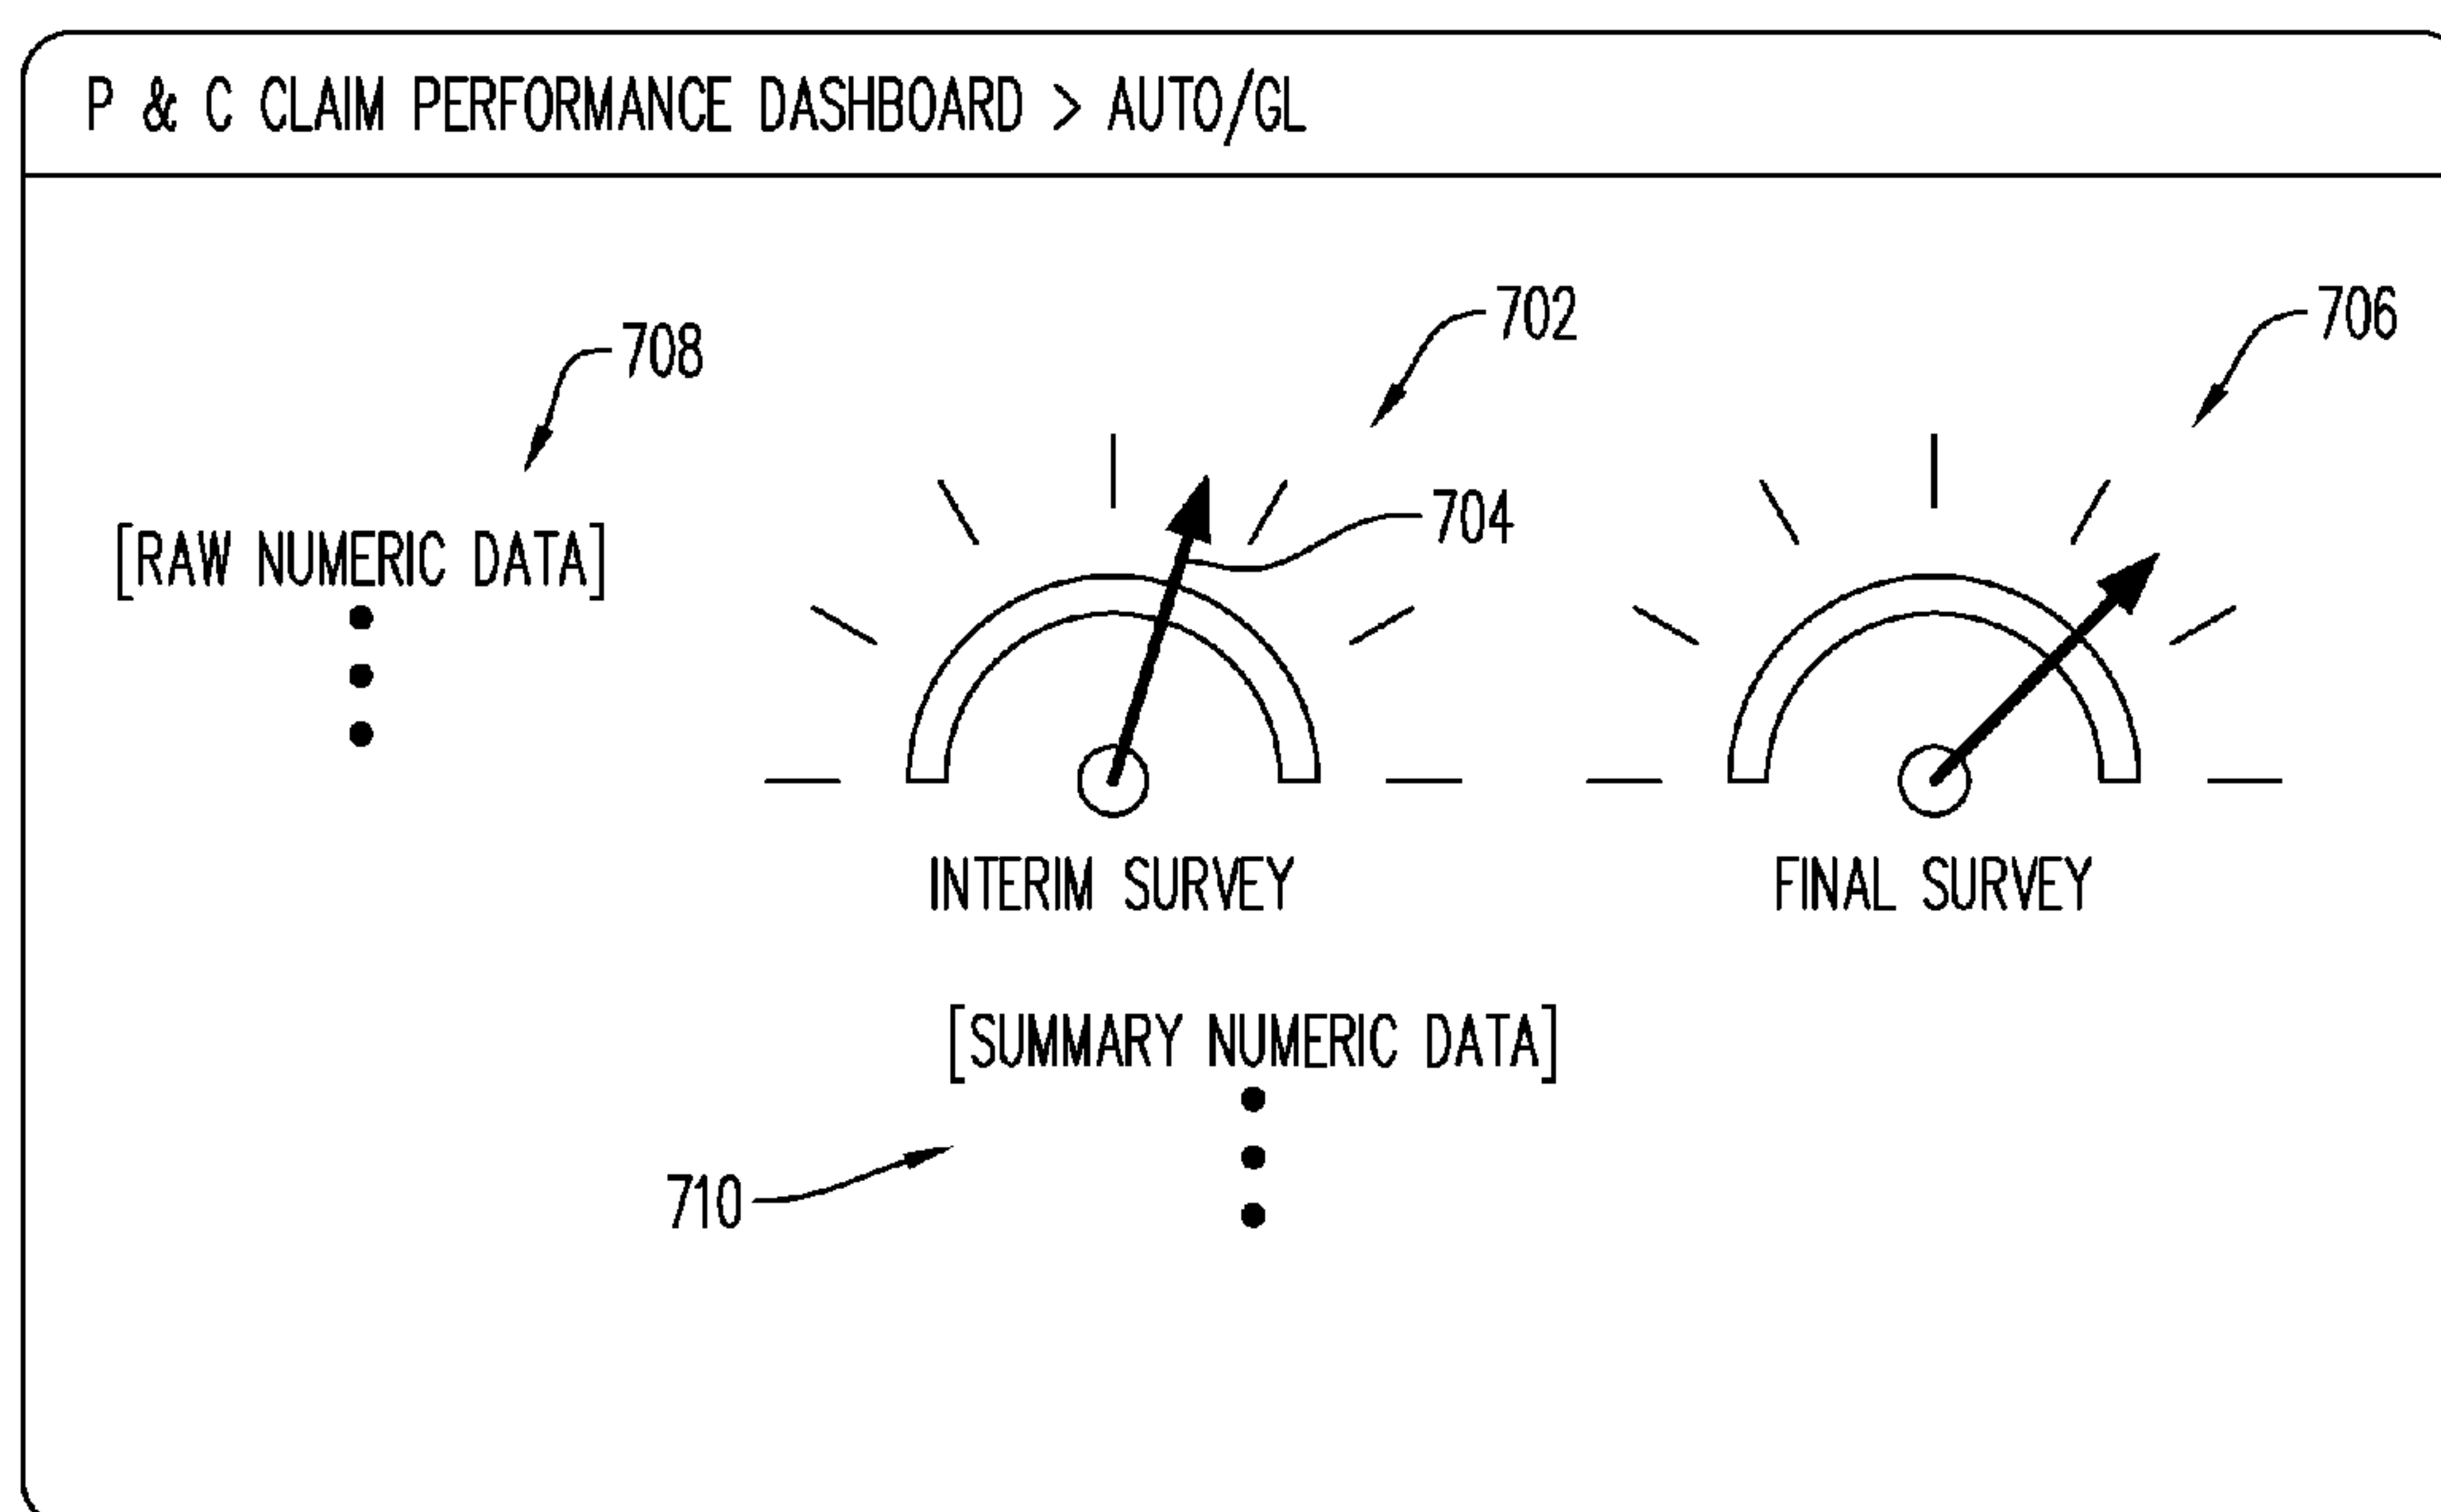 P & C CLAIM PERFORMANCE DASHBOARD > AUTO/GL
708
702
706
704
[RAW NUMERIC DATA]
INTERIM SURVEY
FINAL SURVEY
[SUMMARY NUMERIC DATA]
710